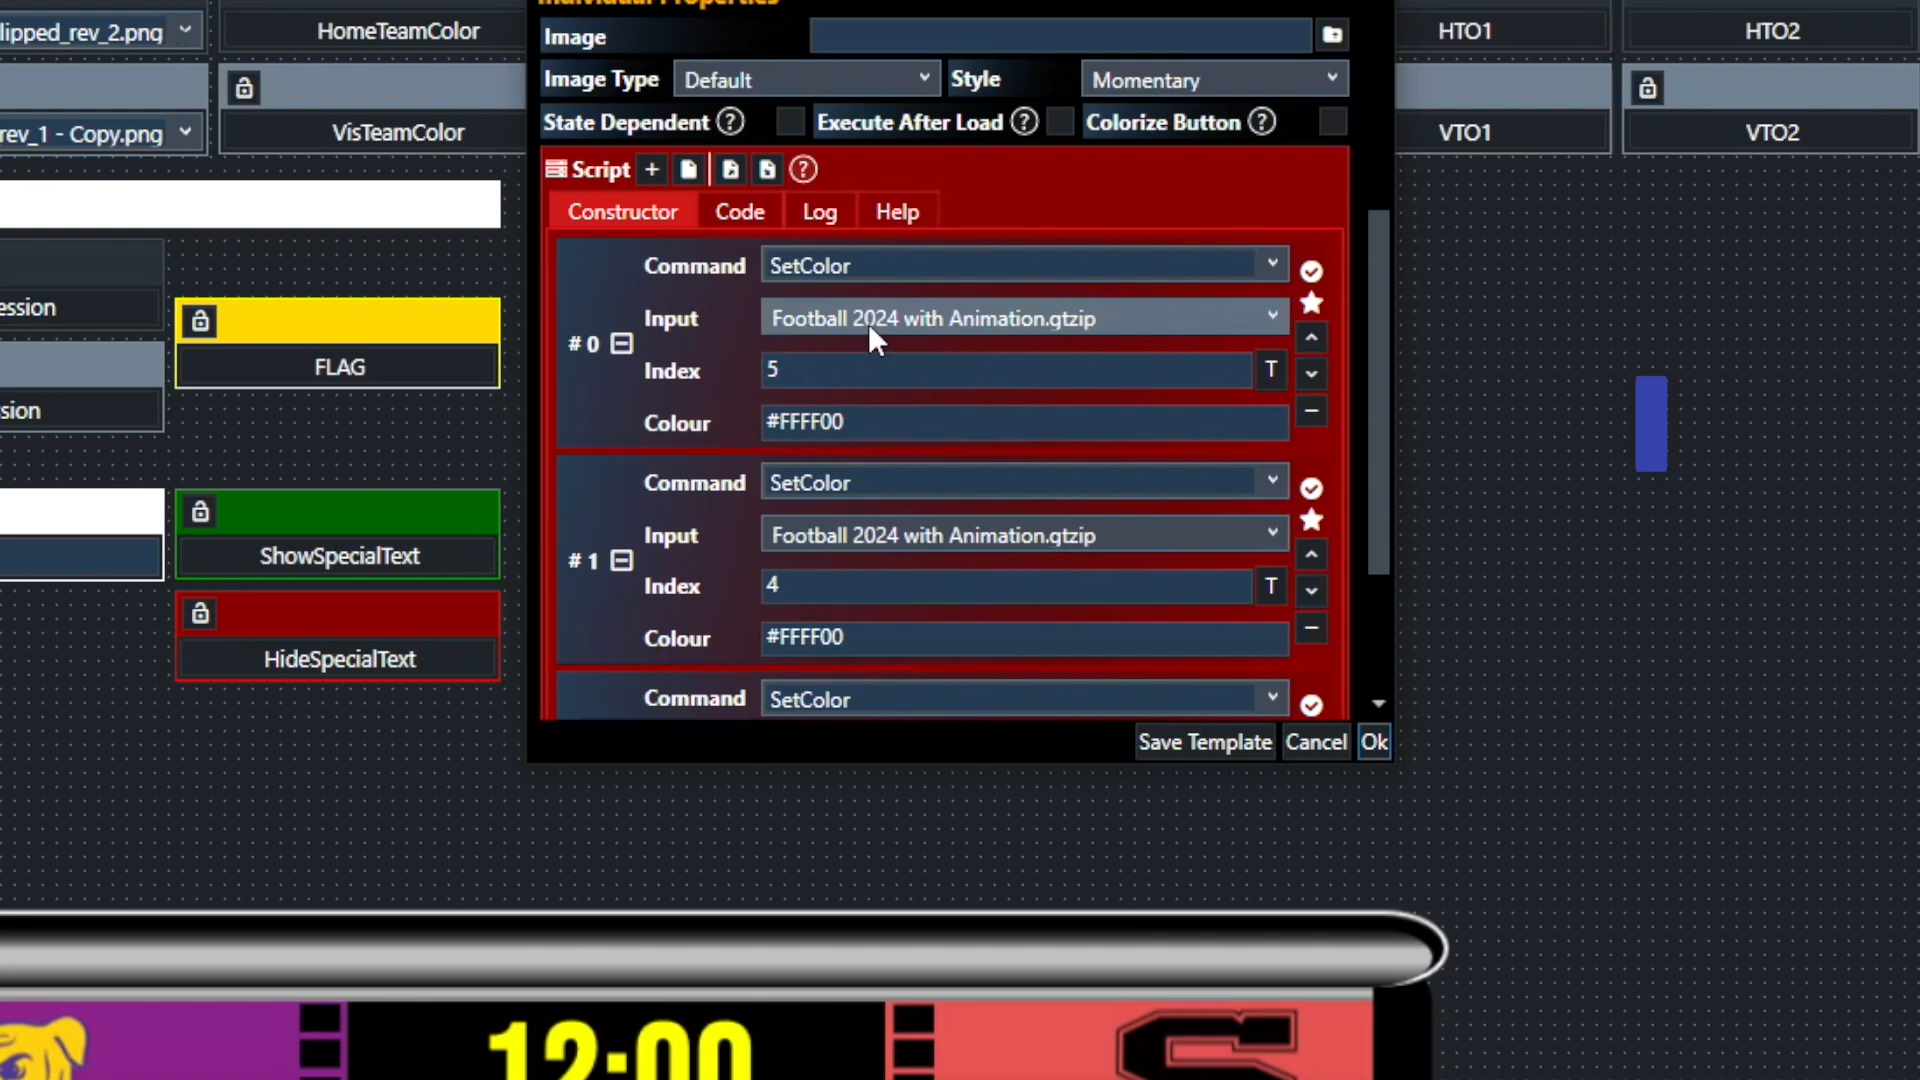 Individual Properties
lipped_rev_2.png
HomeTeamColor
Image
HTO1
HTO2
Image Type Default Style Momentary
State Dependent ? Execute After Load ? Colorize Button ?
rev_1 - Copy.png
VisTeamColor
VTO1
VTO2
Script + ?
Constructor Code Log Help
Command SetColor
Input Football 2024 with Animation.gtzip
# 0
Index 5 T
Colour #FFFF00
Command SetColor
Input Football 2024 with Animation.gtzip
# 1
Index 4 T
Colour #FFFF00
Command SetColor
Save Template Cancel Ok
ession
FLAG
sion
ShowSpecialText
HideSpecialText
12:00
S